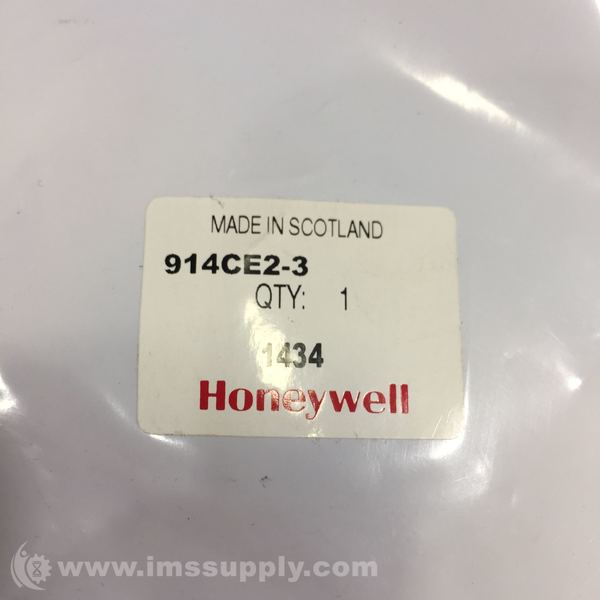 MADE IN SCOTLAND
914CE2-3
QTY: 1
1434
Honeywell
www.imssupply.com